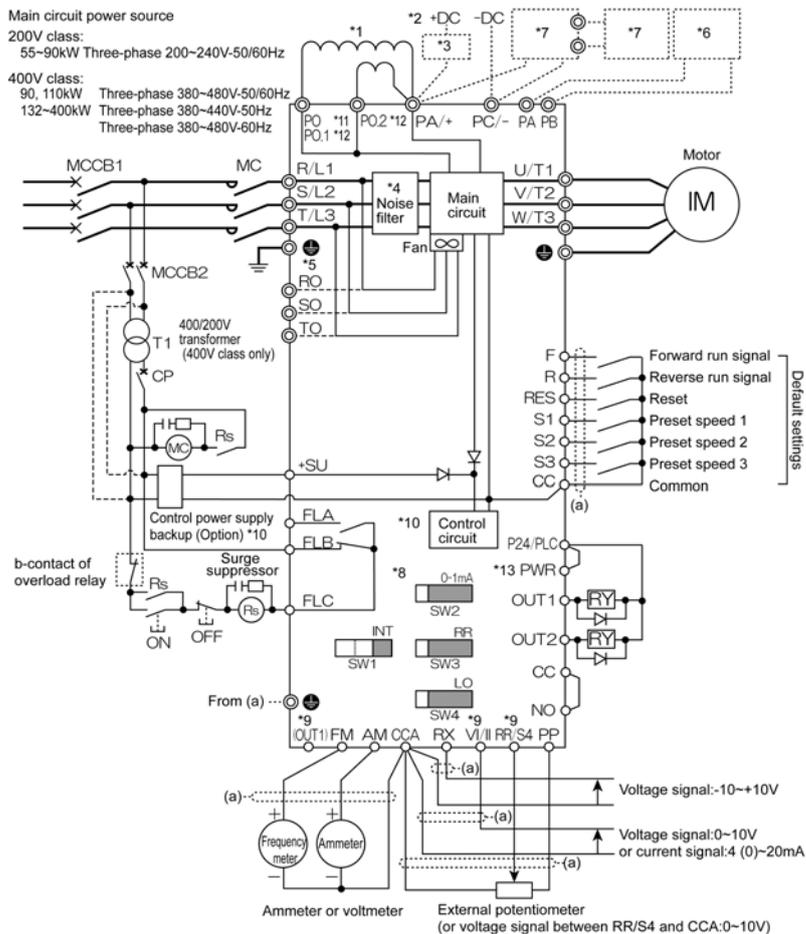 Main circuit power source
200V class:
55~90kW Three-phase 200~240V-50/60Hz
400V class:
90, 110kW Three-phase 380~480V-50/60Hz
132~400kW Three-phase 380~440V-50Hz
Three-phase 380~480V-60Hz
*1
*2 +DC -DC
*3
*7
*7
*6
PO *11
PO.1 *12
PO.2 *12
PA/+
PC/-
PA PB
MCCB1
MC
R/L1
S/L2
T/L3
*4
Noise
filter
Main
circuit
Fan
U/T1
V/T2
W/T3
Motor
IM
*5
RO
SO
TO
MCCB2
T1
400/200V
transformer
(400V class only)
CP
MC
Rs
+SU
Control power supply
backup (Option) *10
FLA
FLB
FLC
*10
Control
circuit
F
R
RES
S1
S2
S3
CC
Forward run signal
Reverse run signal
Reset
Preset speed 1
Preset speed 2
Preset speed 3
Common
Default settings
(a)
b-contact of
overload relay
Rs
ON
OFF
Surge
suppressor
Rs
*8
0-1mA
SW2
INT
SW1
RR
SW3
LO
SW4
P24/PLC
*13 PWR
OUT1
RY
OUT2
RY
CC
NO
From (a)
*9
(OUT1)
FM
AM
CCA
RX
*9
VI/II
*9
RR/S4
PP
(a)
(a)
(a)
(a)
+
Frequency
meter
-
+
Ammeter
-
Voltage signal:-10~+10V
Voltage signal:0~10V
or current signal:4 (0)~20mA
Ammeter or voltmeter
External potentiometer
(or voltage signal between RR/S4 and CCA:0~10V)